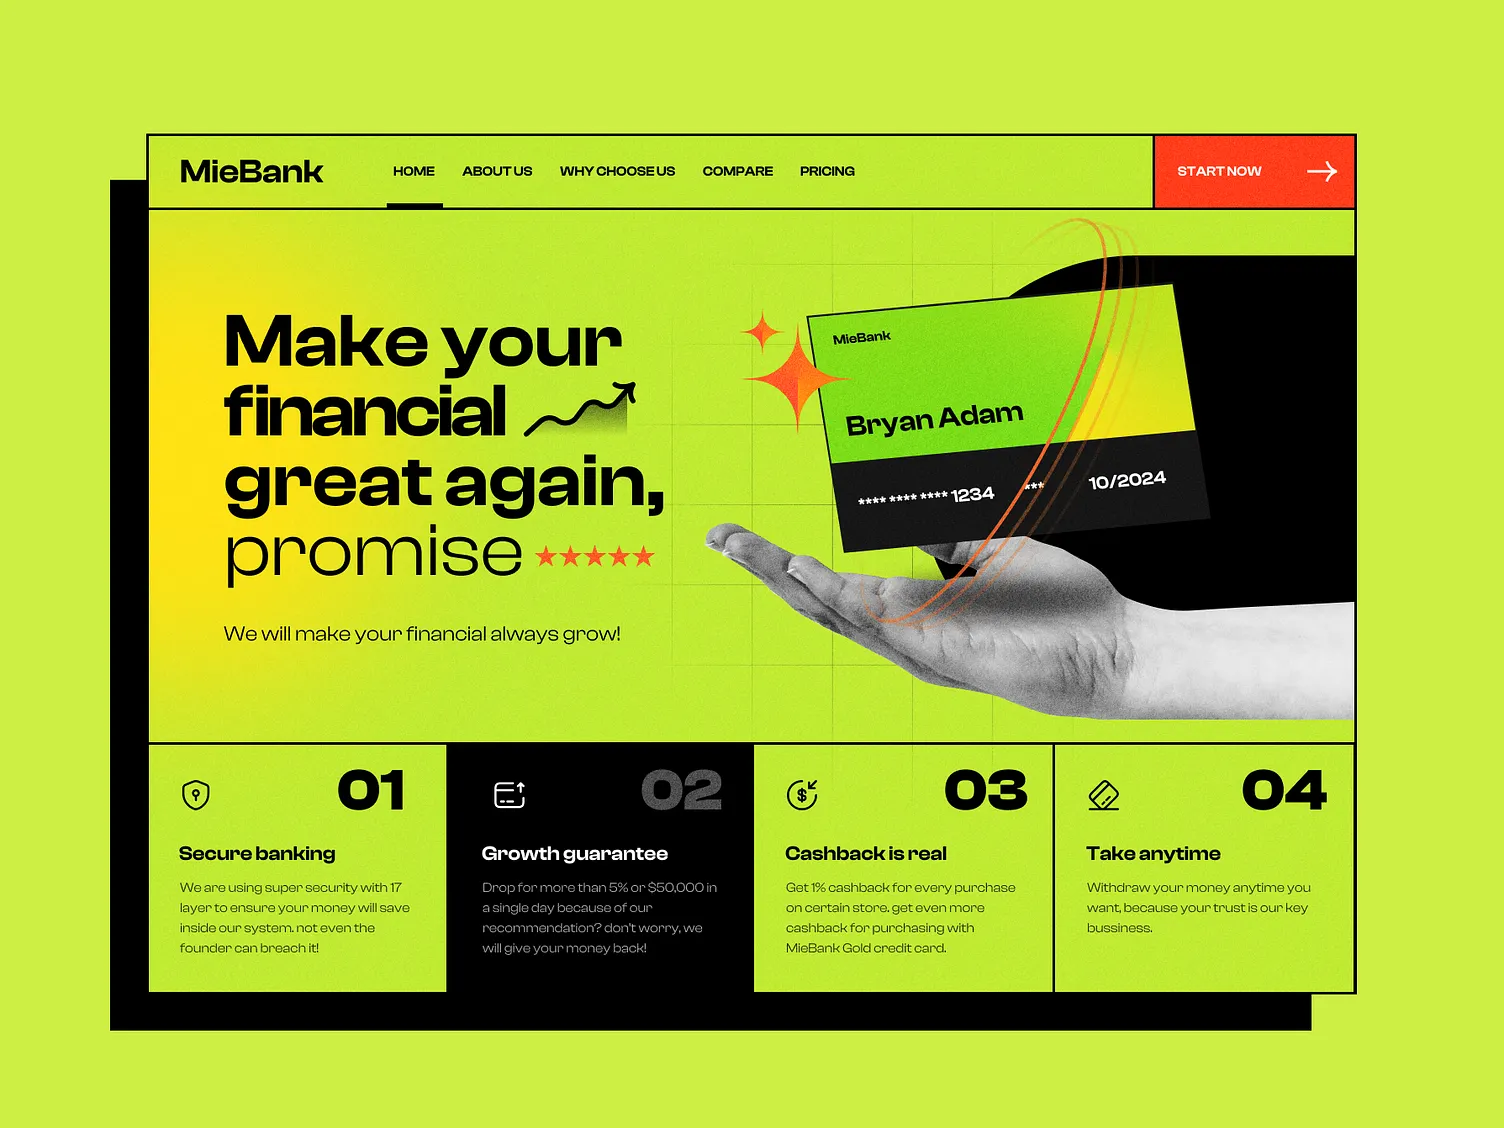 MieBank
HOME
ABOUT US
WHY CHOOSE US
COMPARE
PRICING
START NOW
Make your
financial
great again,
promise
We will make your financial always grow!
MieBank
Bryan Adam
**** **** **** 1234 *** 10/2024
01
Secure banking
We are using super security with 17
layer to ensure your money will save
inside our system. not even the
founder can breach it!
02
Growth guarantee
Drop for more than 5% or $50,000 in
a single day because of our
recommendation? don't worry, we
will give your money back!
03
Cashback is real
Get 1% cashback for every purchase
on certain store. get even more
cashback for purchasing with
MieBank Gold credit card.
04
Take anytime
Withdraw your money anytime you
want, because your trust is our key
bussiness.